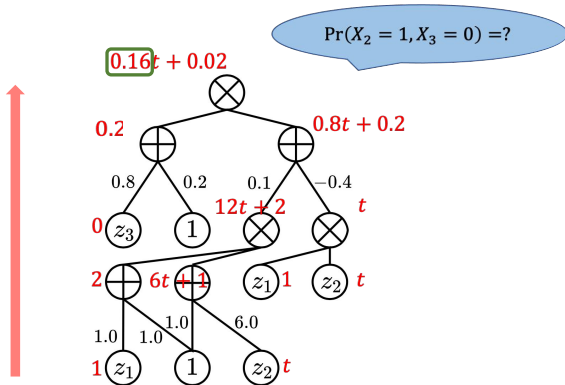 Pr(X₂ = 1, X₃ = 0) =?
0.16t + 0.02
0.2
0.8t + 0.2
0.8
0.2
0.1
−0.4
12t + 2
t
0
z₃
1
2
6t + 1
z₁
1
z₂
t
1.0
1.0
1.0
6.0
1
z₁
1
z₂
t